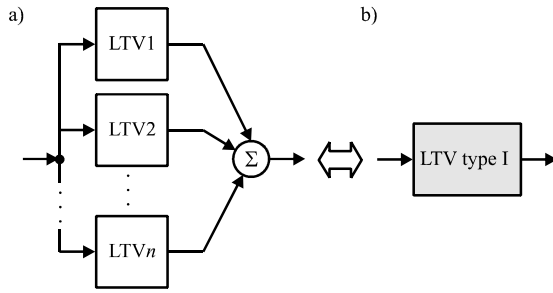 a)
LTV1
LTV2
Σ
. . .
LTVn
b)
LTV type I